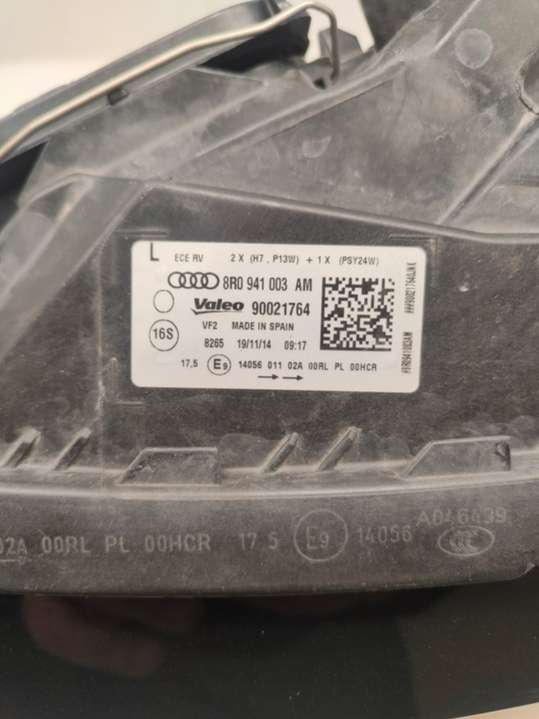 L ECE RV 2 X (H7 , P13W) + 1 X (PSY24W)
8R0 941 003 AM
Valeo 90021764
16S VF2 MADE IN SPAIN
8265 19/11/14 09:17
17,5 E9 14056 011 02A 00RL PL 00HCR
A046439
02A 00RL PL 00HCR 17 5 E9 14056